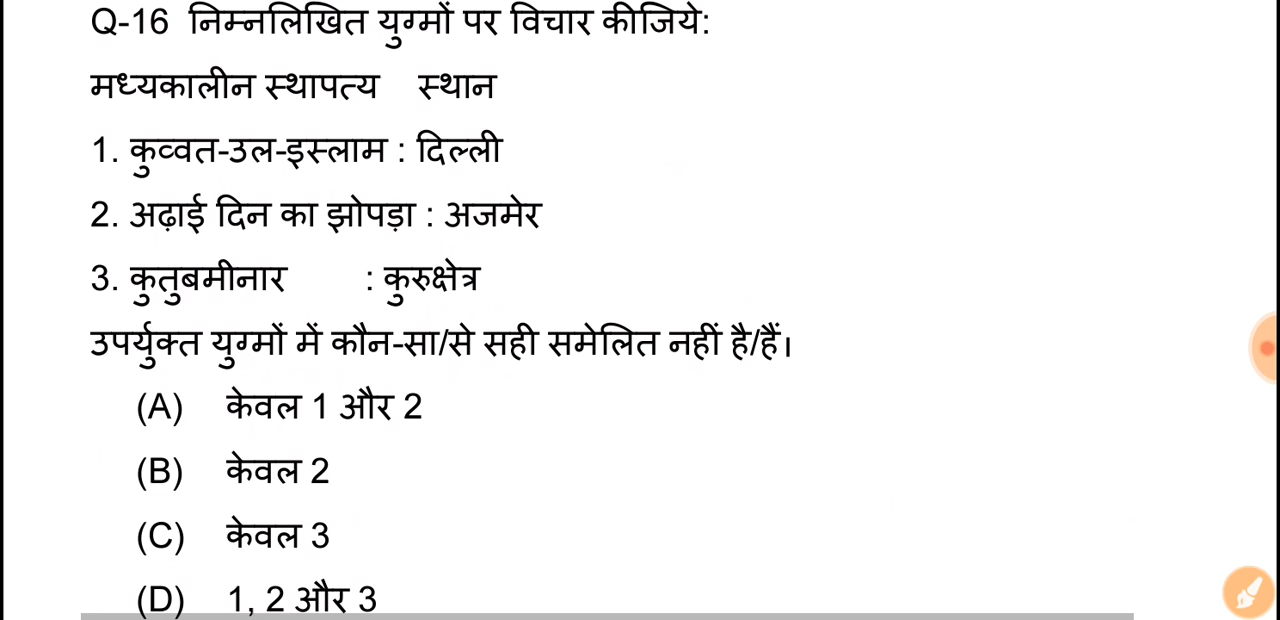 Q-16 निम्नलिखित युग्मों पर विचार कीजिये:
मध्यकालीन स्थापत्य स्थान
1. कुव्वत-उल-इस्लाम : दिल्ली
2. अढ़ाई दिन का झोपड़ा : अजमेर
3. कुतुबमीनार : कुरुक्षेत्र
उपर्युक्त युग्मों में कौन-सा/से सही समेलित नहीं है/हैं।
(A) केवल 1 और 2
(B) केवल 2
(C) केवल 3
(D) 1, 2 और 3